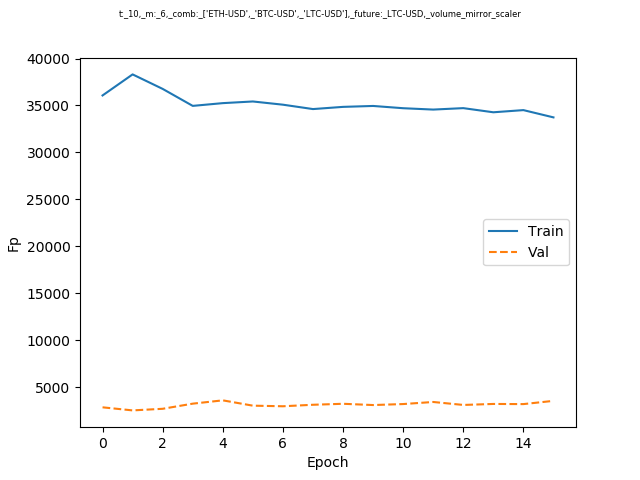 t:_10,_m:_6,_comb:_['ETH-USD',_'BTC-USD',_'LTC-USD'],_future:_LTC-USD,_volume_mirror_scaler
40000
35000
30000
25000
20000
15000
10000
5000
Fp
Train
Val
0 2 4 6 8 10 12 14
Epoch